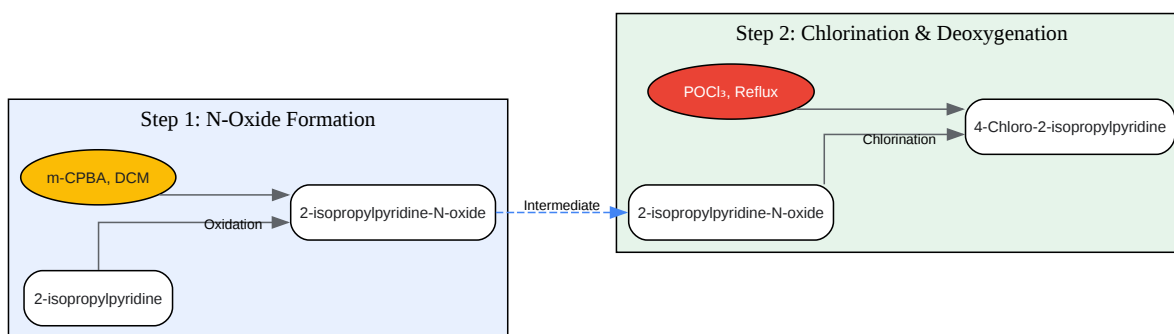 Step 1: N-Oxide Formation
m-CPBA, DCM
2-isopropylpyridine
Oxidation
2-isopropylpyridine-N-oxide
Intermediate
Step 2: Chlorination & Deoxygenation
POCl₃, Reflux
2-isopropylpyridine-N-oxide
Chlorination
4-Chloro-2-isopropylpyridine